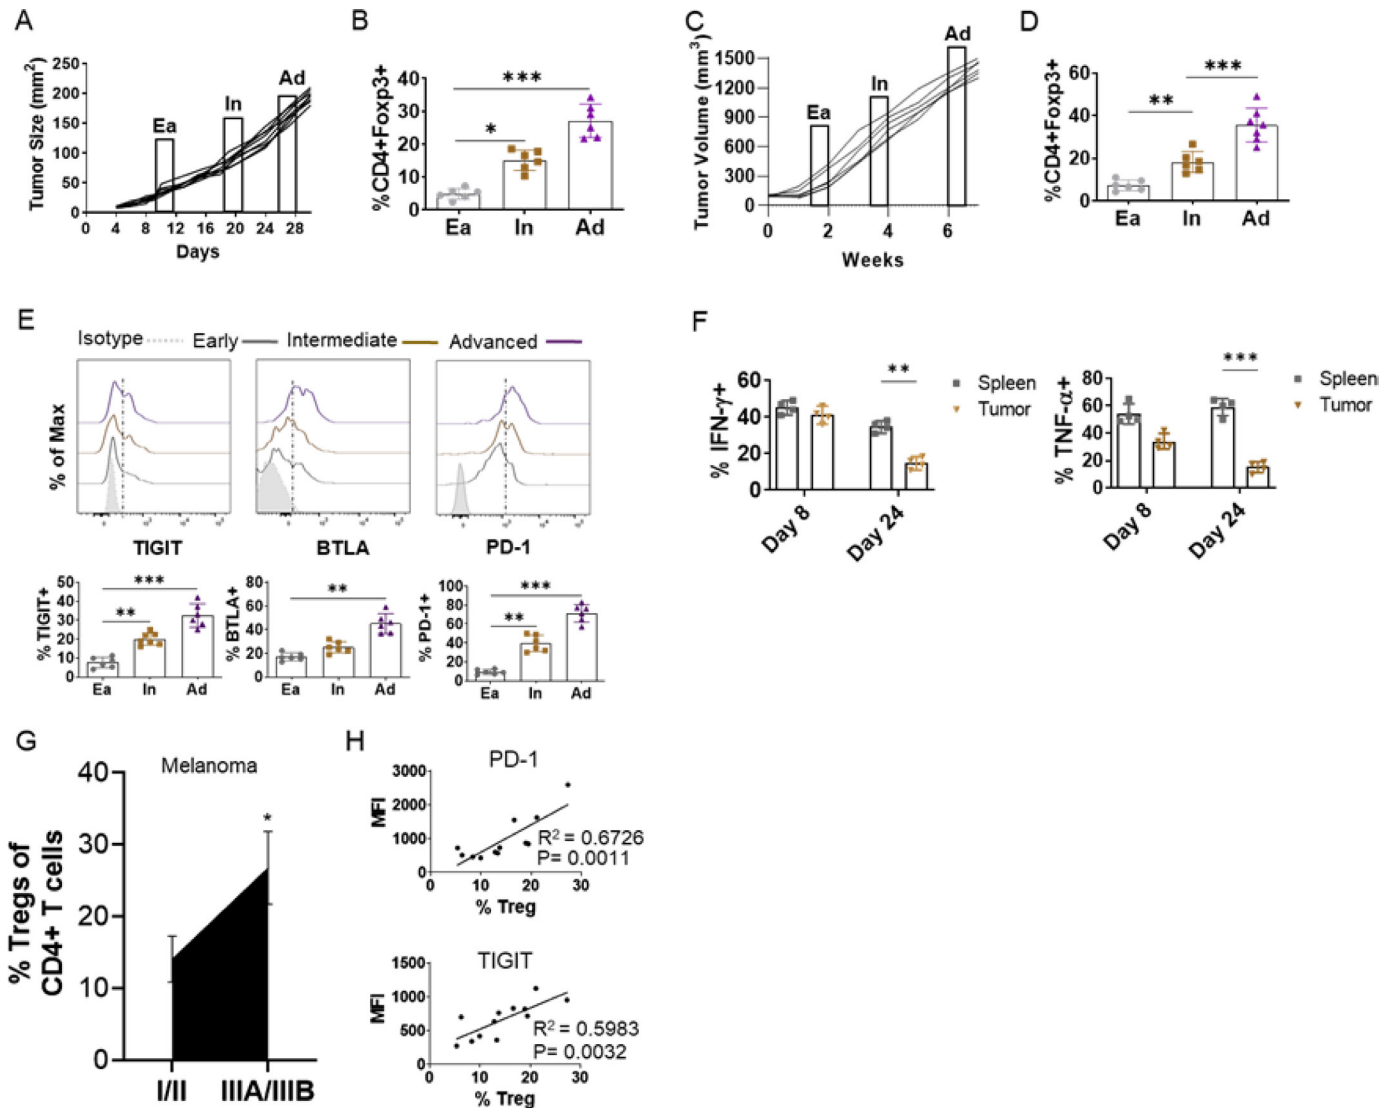 A
Tumor Size (mm²)
250
200
150
100
50
0
Ea
In
Ad
0 4 8 12 16 20 24 28
Days
B
%CD4+Foxp3+
40
30
20
10
0
***
*
Ea In Ad
C
Tumor Volume (mm³)
1500
1200
900
600
300
0
Ea
In
Ad
0 2 4 6
Weeks
D
%CD4+Foxp3+
60
40
20
0
***
**
Ea In Ad
E
Isotype Early Intermediate Advanced
% of Max
TIGIT BTLA PD-1
% TIGIT+
50
40
30
20
10
0
***
**
Ea In Ad
% BTLA+
80
60
40
20
0
**
Ea In Ad
% PD-1+
100
80
60
40
20
0
***
**
Ea In Ad
F
% IFN-γ+
60
40
20
0
**
Spleen
Tumor
Day 8 Day 24
% TNF-α+
80
60
40
20
0
***
Spleen
Tumor
Day 8 Day 24
G
Melanoma
% Tregs of
CD4+ T cells
40
30
20
10
0
*
I/II IIIA/IIIB
H
PD-1
MFI
3000
2000
1000
0
R² = 0.6726
P= 0.0011
0 10 20 30
% Treg
TIGIT
MFI
1500
1000
500
0
R² = 0.5983
P= 0.0032
0 10 20 30
% Treg